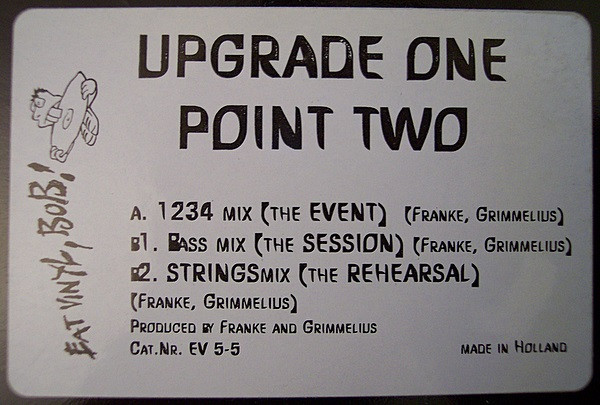 UPGRADE ONE
POINT TWO
A. 1234 MIX (THE EVENT) (FRANKE, GRIMMELIUS)
B1. BASS MIX (THE SESSION) (FRANKE, GRIMMELIUS)
B2. STRINGSMIX (THE REHEARSAL)
(FRANKE, GRIMMELIUS)
PRODUCED BY FRANKE AND GRIMMELIUS
CAT.NR. EV 5-5
MADE IN HOLLAND
EAT VINYL, BOB!